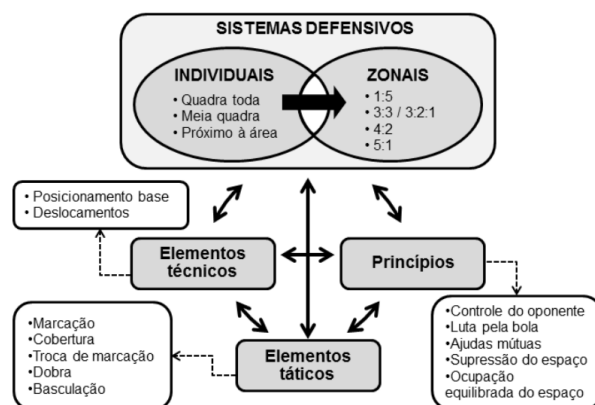 SISTEMAS DEFENSIVOS
INDIVIDUAIS
• Quadra toda
• Meia quadra
• Próximo à área
ZONAIS
• 1:5
• 3:3 / 3:2:1
• 4:2
• 5:1
• Posicionamento base
• Deslocamentos
Elementos
técnicos
Princípios
•Marcação
•Cobertura
•Troca de marcação
•Dobra
•Basculação
Elementos
táticos
•Controle do oponente
•Luta pela bola
•Ajudas mútuas
•Supressão do espaço
•Ocupação
equilibrada do espaço